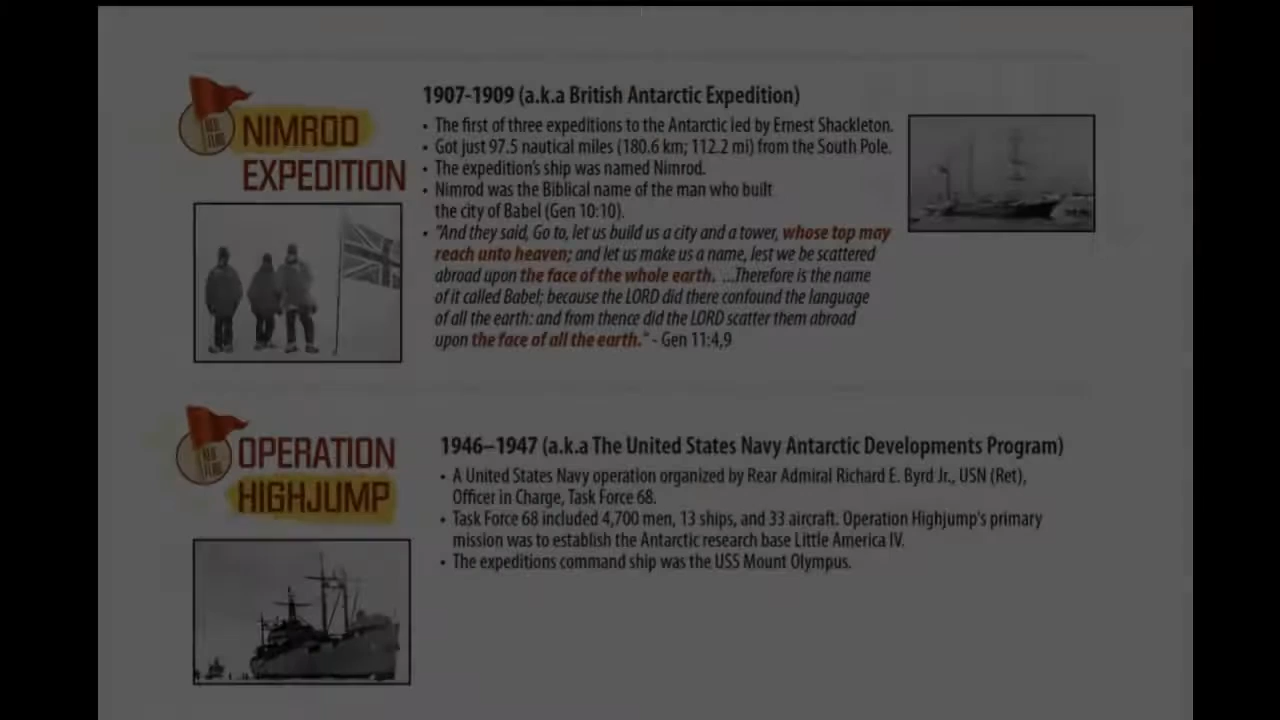 RED FLAG
NIMROD
EXPEDITION
1907-1909 (a.k.a British Antarctic Expedition)
• The first of three expeditions to the Antarctic led by Ernest Shackleton.
• Got just 97.5 nautical miles (180.6 km; 112.2 mi) from the South Pole.
• The expedition's ship was named Nimrod.
• Nimrod was the Biblical name of the man who built
the city of Babel (Gen 10:10).
• "And they said, Go to, let us build us a city and a tower, whose top may
reach unto heaven; and let us make us a name, lest we be scattered
abroad upon the face of the whole earth. ...Therefore is the name
of it called Babel; because the LORD did there confound the language
of all the earth: and from thence did the LORD scatter them abroad
upon the face of all the earth." - Gen 11:4,9
RED FLAG
OPERATION
HIGHJUMP
1946–1947 (a.k.a The United States Navy Antarctic Developments Program)
• A United States Navy operation organized by Rear Admiral Richard E. Byrd Jr., USN (Ret),
Officer in Charge, Task Force 68.
• Task Force 68 included 4,700 men, 13 ships, and 33 aircraft. Operation Highjump's primary
mission was to establish the Antarctic research base Little America IV.
• The expeditions command ship was the USS Mount Olympus.